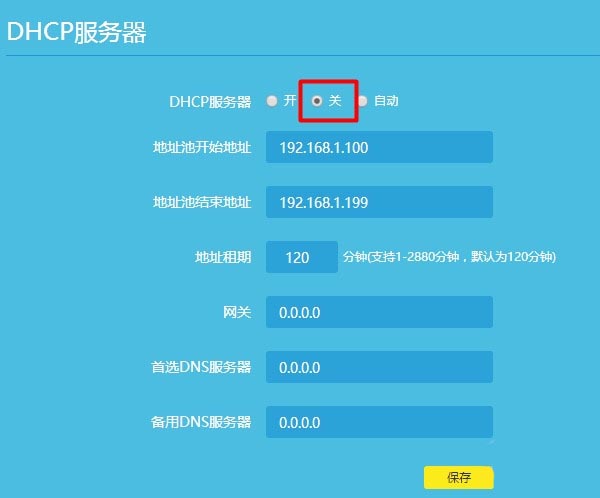 DHCP服务器
DHCP服务器 开 关 自动
地址池开始地址 192.168.1.100
地址池结束地址 192.168.1.199
地址租期 120 分钟(支持1-2880分钟，默认为120分钟)
网关 0.0.0.0
首选DNS服务器 0.0.0.0
备用DNS服务器 0.0.0.0
保存